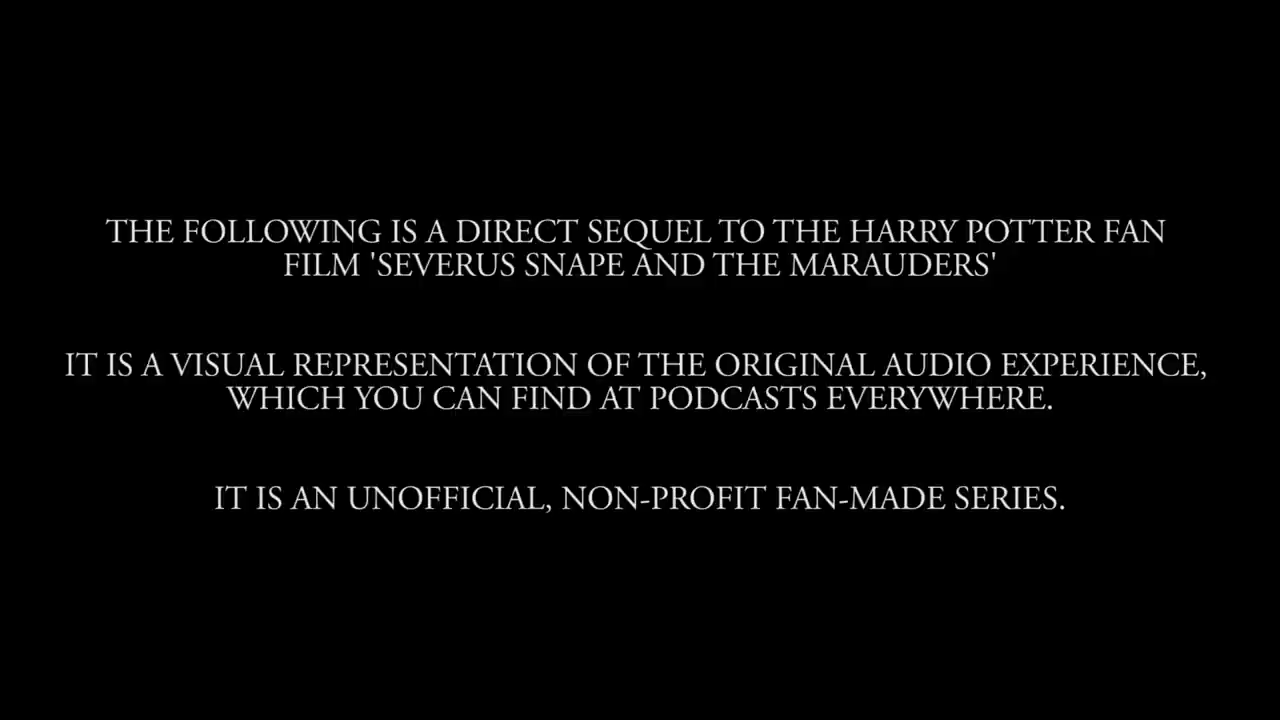 THE FOLLOWING IS A DIRECT SEQUEL TO THE HARRY POTTER FAN
FILM 'SEVERUS SNAPE AND THE MARAUDERS'
IT IS A VISUAL REPRESENTATION OF THE ORIGINAL AUDIO EXPERIENCE,
WHICH YOU CAN FIND AT PODCASTS EVERYWHERE.
IT IS AN UNOFFICIAL, NON-PROFIT FAN-MADE SERIES.